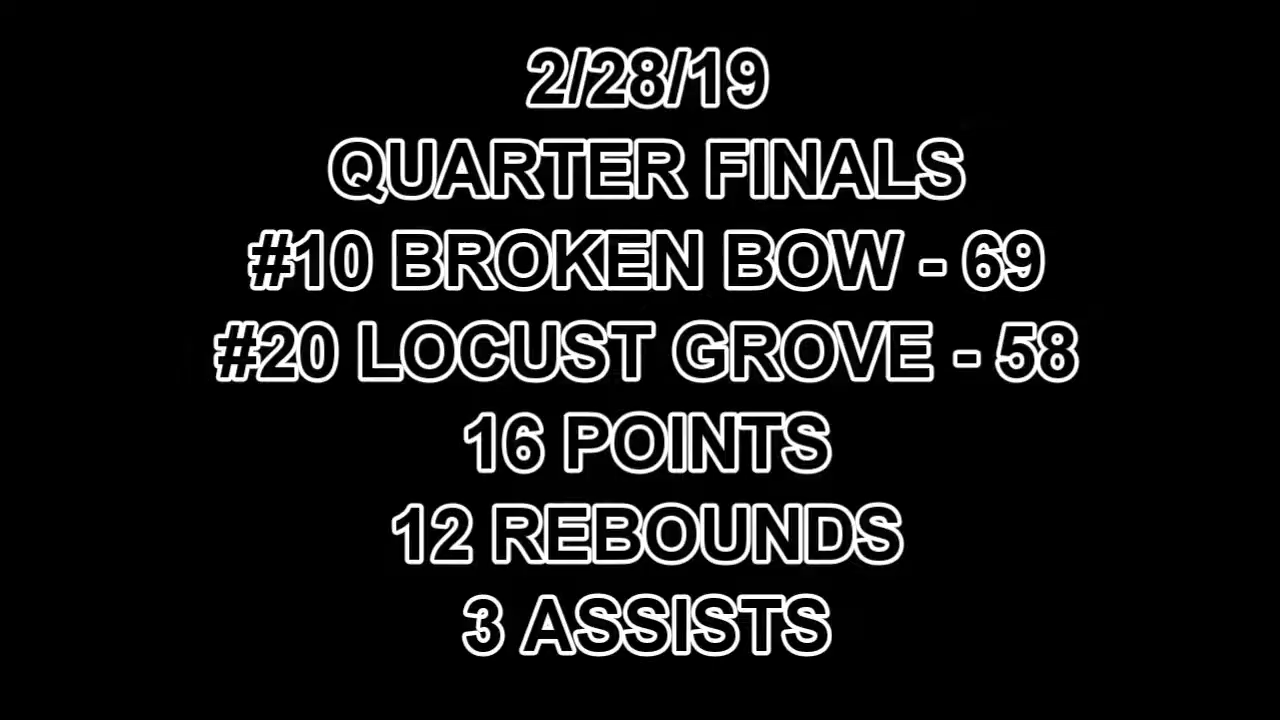 2/28/19
QUARTER FINALS
#10 BROKEN BOW - 69
#20 LOCUST GROVE - 58
16 POINTS
12 REBOUNDS
3 ASSISTS